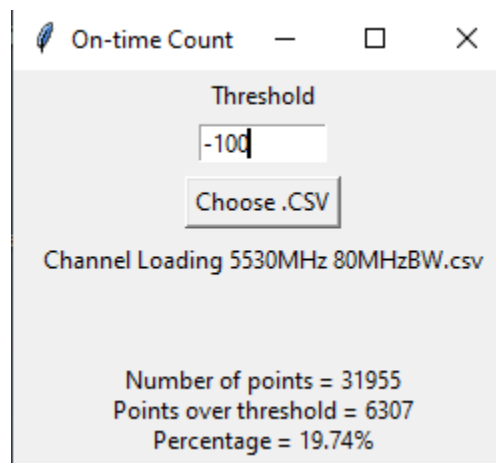 On-time Count
Threshold
-100
Choose .CSV
Channel Loading 5530MHz 80MHzBW.csv
Number of points = 31955
Points over threshold = 6307
Percentage = 19.74%